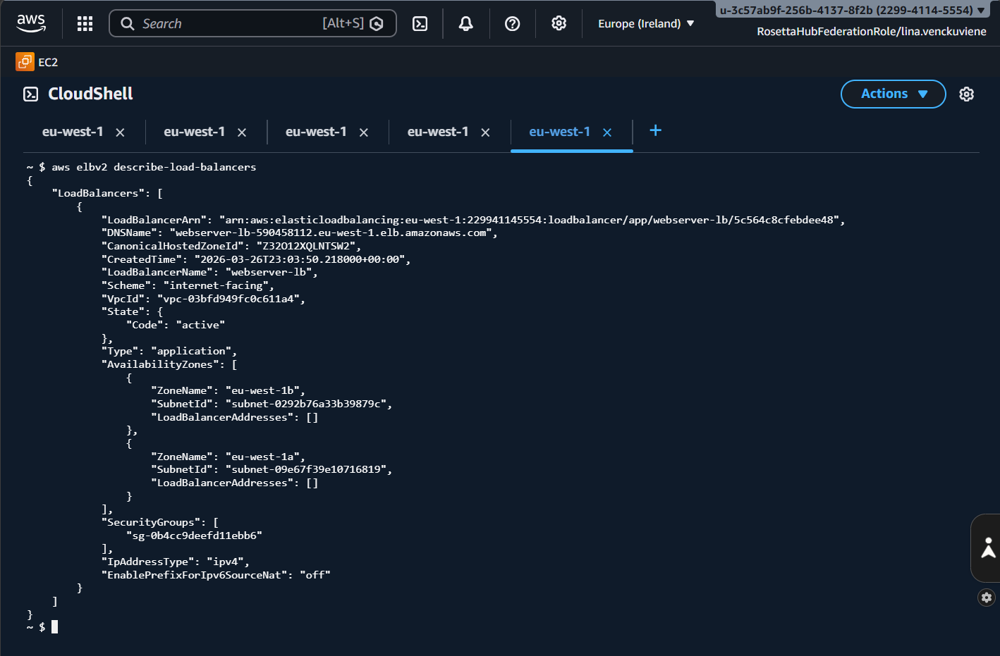 aws
Search
[Alt+S]
Europe (Ireland)
u-3c57ab9f-256b-4137-8f2b (2299-4114-5554)
RosettaHubFederationRole/lina.venckuviene
EC2
CloudShell
Actions
eu-west-1
eu-west-1
eu-west-1
eu-west-1
eu-west-1
~ $ aws elbv2 describe-load-balancers
{
    "LoadBalancers": [
        {
            "LoadBalancerArn": "arn:aws:elasticloadbalancing:eu-west-1:229941145554:loadbalancer/app/webserver-lb/5c564c8cfebdee48",
            "DNSName": "webserver-lb-590458112.eu-west-1.elb.amazonaws.com",
            "CanonicalHostedZoneId": "Z32O12XQLNTSW2",
            "CreatedTime": "2026-03-26T23:03:50.218000+00:00",
            "LoadBalancerName": "webserver-lb",
            "Scheme": "internet-facing",
            "VpcId": "vpc-03bfd949fc0c611a4",
            "State": {
                "Code": "active"
            },
            "Type": "application",
            "AvailabilityZones": [
                {
                    "ZoneName": "eu-west-1b",
                    "SubnetId": "subnet-0292b76a33b39879c",
                    "LoadBalancerAddresses": []
                },
                {
                    "ZoneName": "eu-west-1a",
                    "SubnetId": "subnet-09e67f39e10716819",
                    "LoadBalancerAddresses": []
                }
            ],
            "SecurityGroups": [
                "sg-0b4cc9deefd11ebb6"
            ],
            "IpAddressType": "ipv4",
            "EnablePrefixForIpv6SourceNat": "off"
        }
    ]
}
~ $